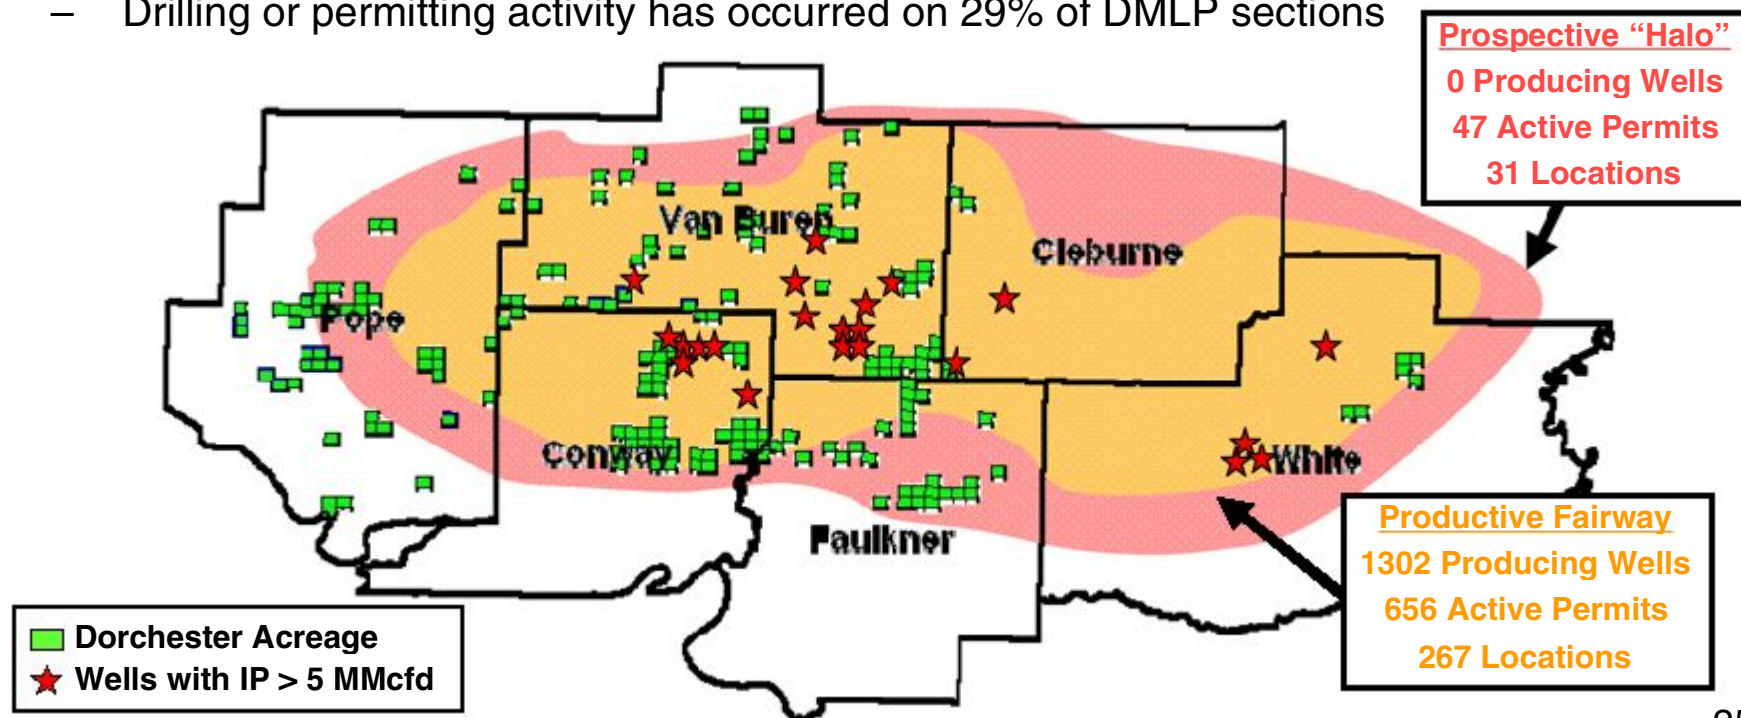 – Drilling or permitting activity has occurred on 29% of DMLP sections
Prospective “Halo”
0 Producing Wells
47 Active Permits
31 Locations
Van Buren
Cleburne
Pope
Conway
White
Faulkner
Productive Fairway
1302 Producing Wells
656 Active Permits
267 Locations
Dorchester Acreage
Wells with IP > 5 MMcfd